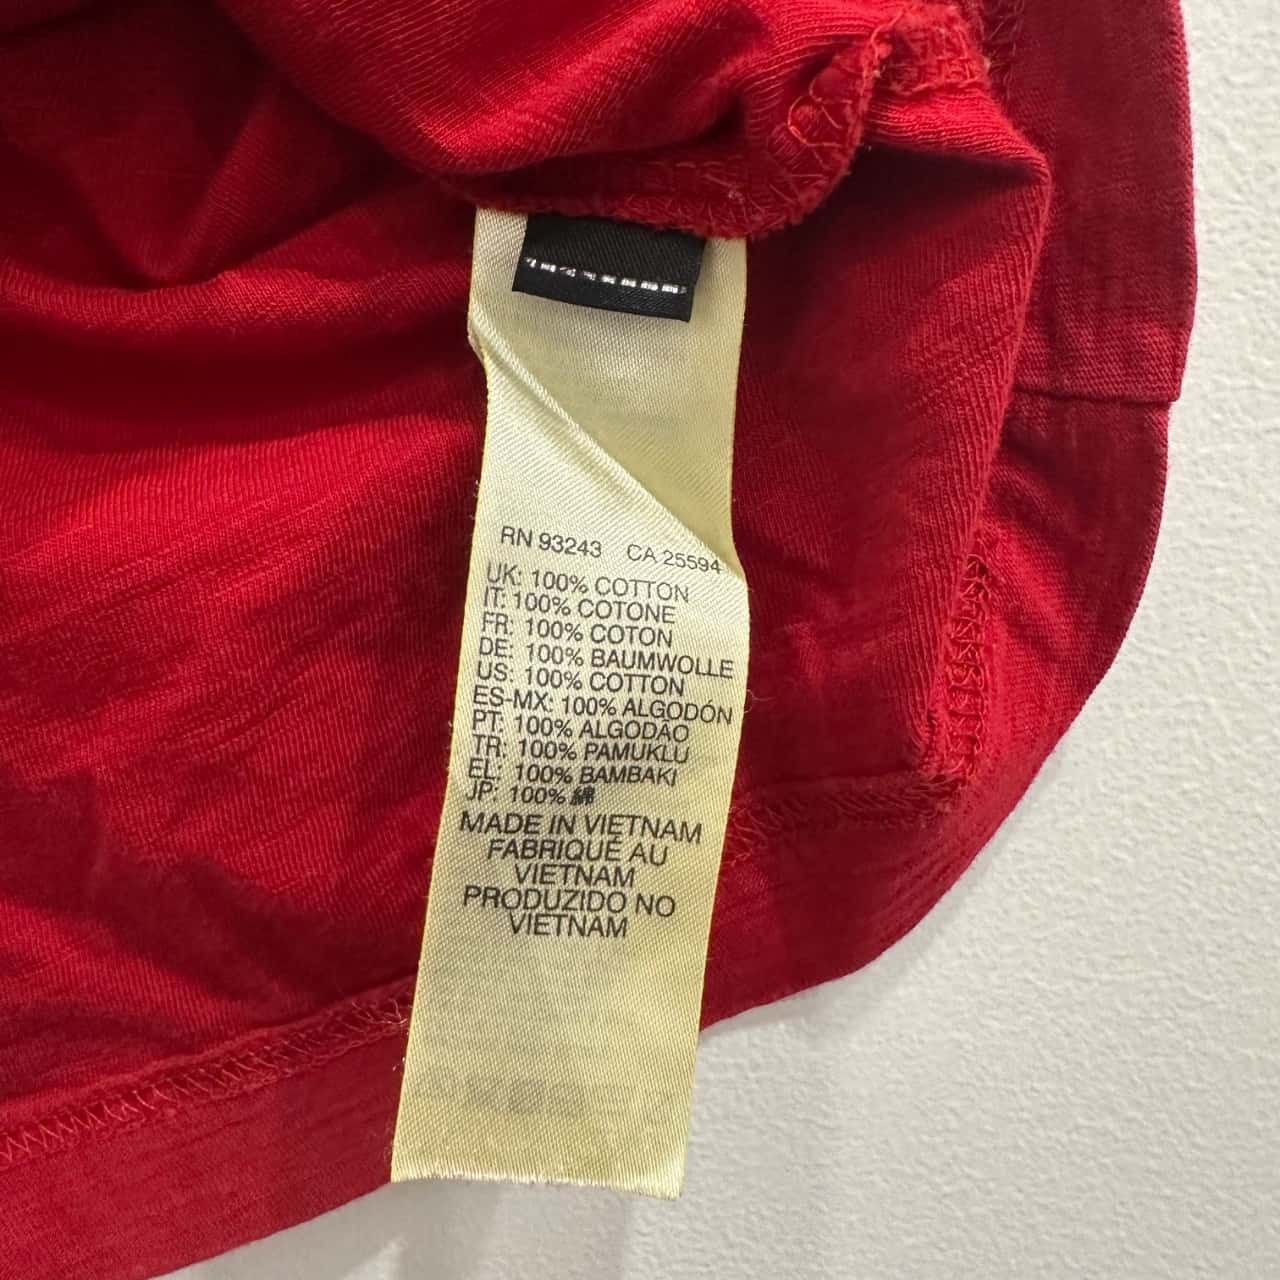 RN 93243 CA 25594
UK: 100% COTTON
IT: 100% COTONE
FR: 100% COTON
DE: 100% BAUMWOLLE
US: 100% COTTON
ES-MX: 100% ALGODÓN
PT: 100% ALGODAO
TR: 100% PAMUKLU
EL: 100% BAMBAKI
JP: 100% 綿
MADE IN VIETNAM
FABRIQUÉ AU
VIETNAM
PRODUZIDO NO
VIETNAM